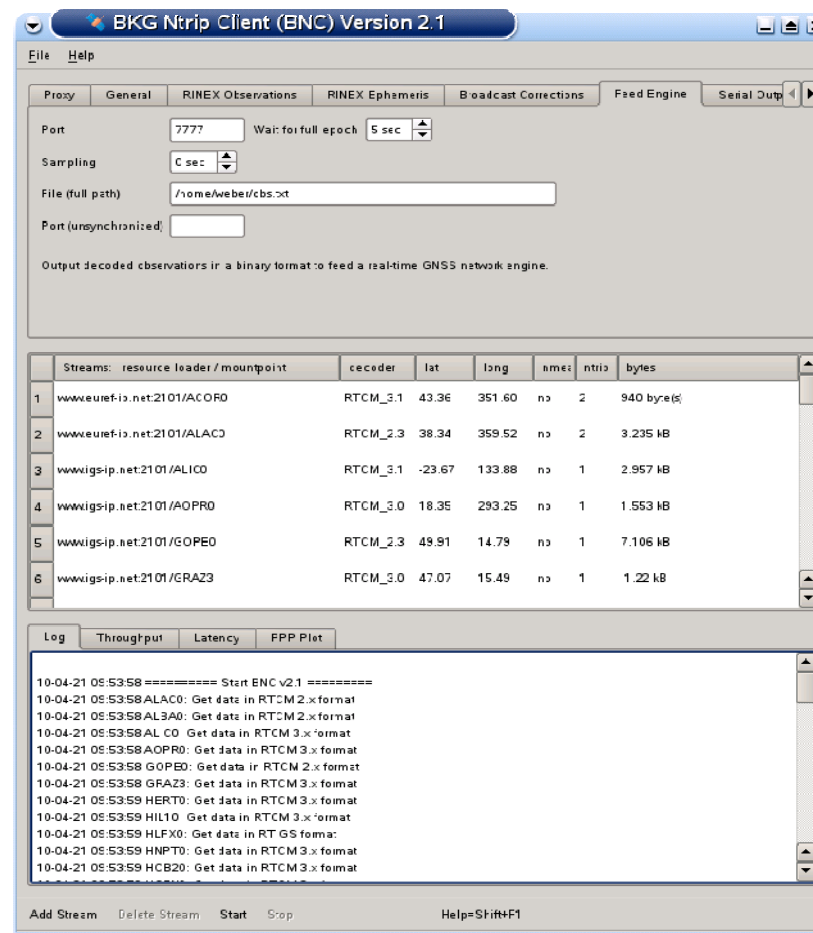 BKG Ntrip Client (BNC) Version 2.1
File Help
Proxy General RINEX Observations RINEX Ephemeris Broadcast Corrections Feed Engine Serial Outp
Port 7777 Wait for full epoch 5 sec
Sampling 0 sec
File (full path) /home/weber/obs.txt
Port (unsynchronized)
Output decoded observations in a binary format to feed a real-time GNSS network engine.
Streams: resource loader / mountpoint decoder lat long nmea ntrip bytes
1 www.euref-ip.net:2101/ACOR0 RTCM_3.1 43.36 351.60 no 2 940 byte(s)
2 www.euref-ip.net:2101/ALAC0 RTCM_2.3 38.34 359.52 no 2 3.235 kB
3 www.igs-ip.net:2101/ALIC0 RTCM_3.1 -23.67 133.88 no 1 2.957 kB
4 www.igs-ip.net:2101/AOPR0 RTCM_3.0 18.35 293.25 no 1 1.553 kB
5 www.igs-ip.net:2101/GOPE0 RTCM_2.3 49.91 14.79 no 1 7.106 kB
6 www.igs-ip.net:2101/GRAZ3 RTCM_3.0 47.07 15.49 no 1 1.22 kB
Log Throughput Latency PPP Plot
10-04-21 09:53:58 ========== Start BNC v2.1 =========
10-04-21 09:53:58 ALAC0: Get data in RTCM 2.x format
10-04-21 09:53:58 ALBA0: Get data in RTCM 2.x format
10-04-21 09:53:58 ALIC0: Get data in RTCM 3.x format
10-04-21 09:53:58 AOPR0: Get data in RTCM 3.x format
10-04-21 09:53:58 GOPE0: Get data in RTCM 2.x format
10-04-21 09:53:58 GRAZ3: Get data in RTCM 3.x format
10-04-21 09:53:59 HERT0: Get data in RTCM 3.x format
10-04-21 09:53:59 HIL10: Get data in RTCM 3.x format
10-04-21 09:53:59 HLFX0: Get data in RTIGS format
10-04-21 09:53:59 HNPT0: Get data in RTCM 3.x format
10-04-21 09:53:59 HCB20: Get data in RTCM 3.x format
Add Stream Delete Stream Start Stop Help=Shift+F1